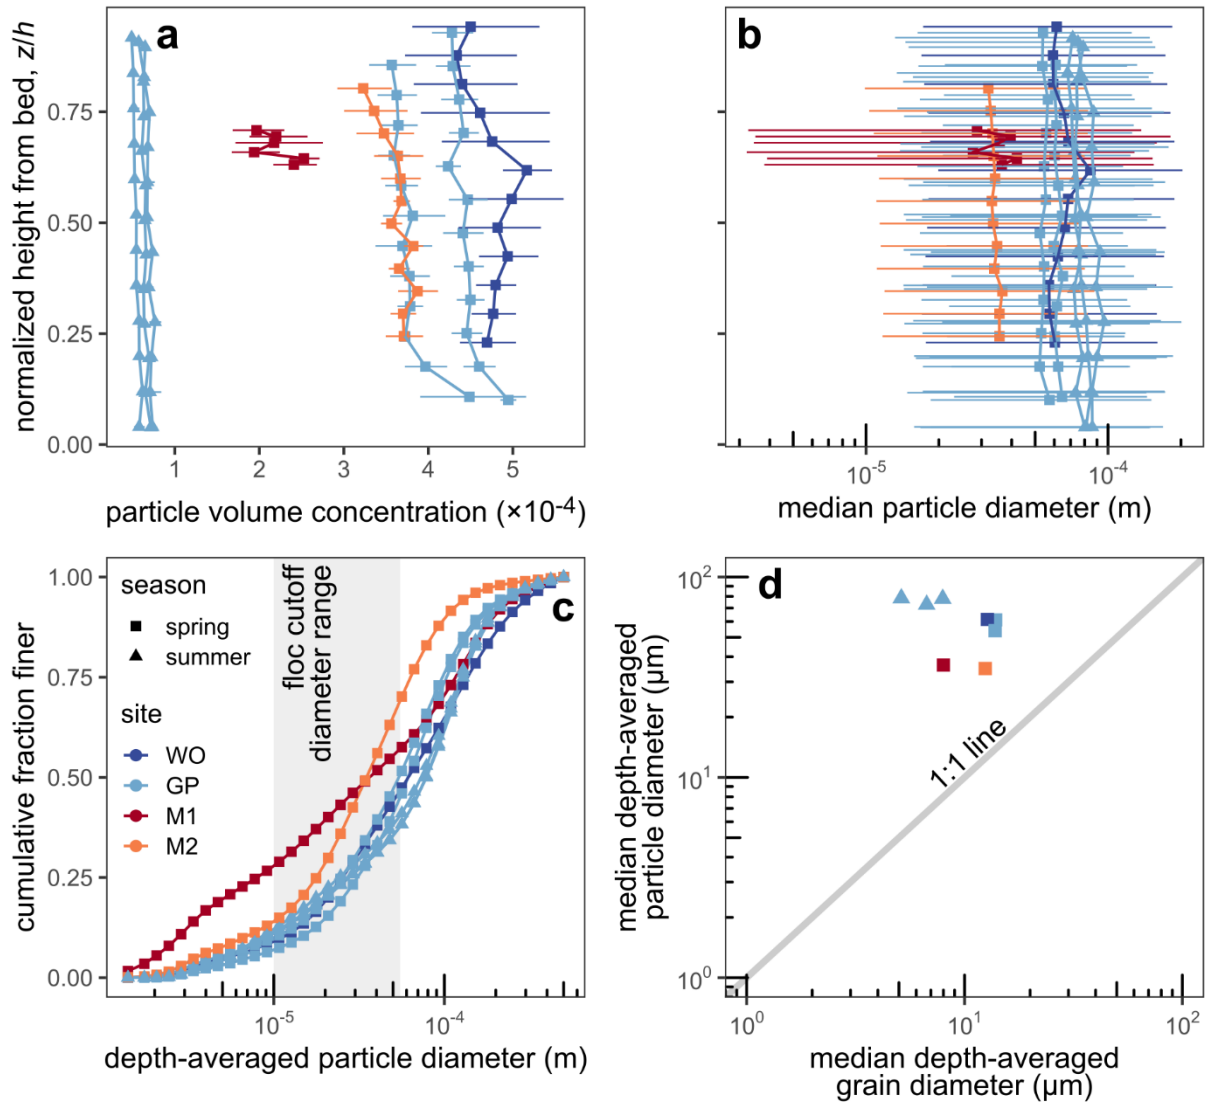 a
normalized height from bed, z/h
0.75
0.50
0.25
0.00
1
2
3
4
5
particle volume concentration (×10⁻⁴)
b
10⁻⁵
10⁻⁴
median particle diameter (m)
c
cumulative fraction finer
1.00
0.75
0.50
0.25
0.00
season
spring
summer
site
WO
GP
M1
M2
floc cutoff
diameter range
10⁻⁵
10⁻⁴
depth-averaged particle diameter (m)
d
median depth-averaged
particle diameter (µm)
10²
10¹
10⁰
1:1 line
10⁰
10¹
10²
median depth-averaged
grain diameter (µm)